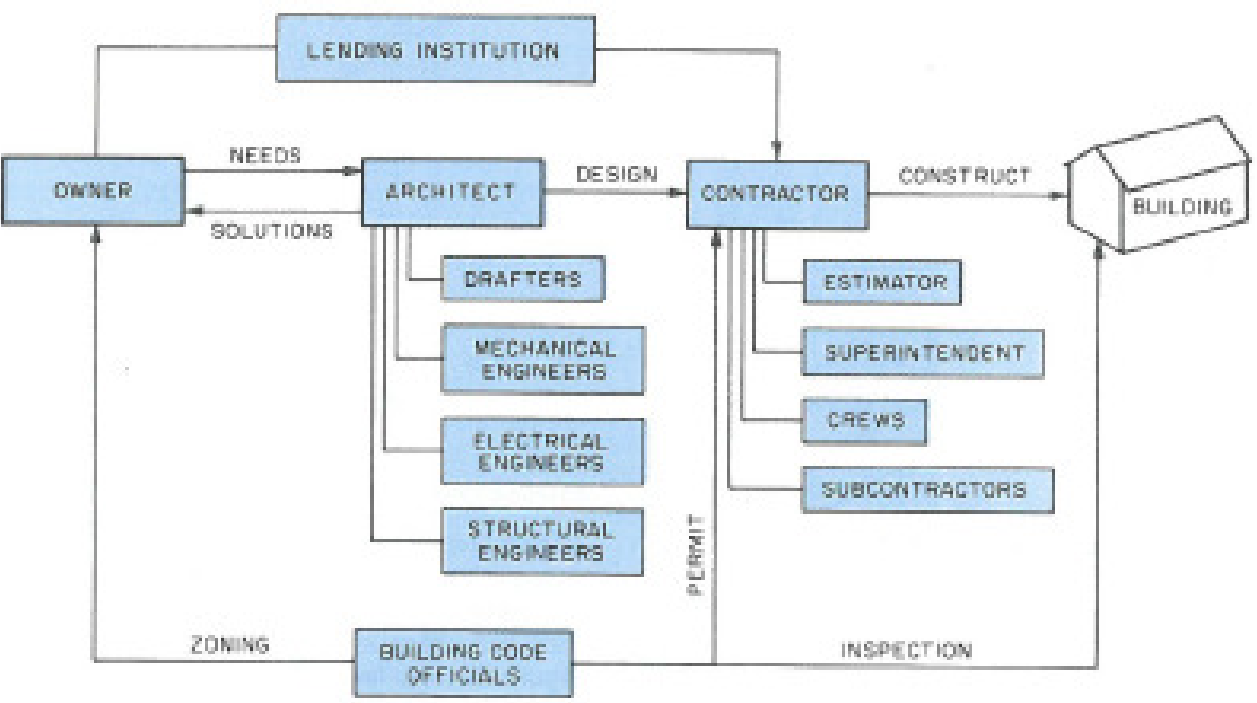 LENDING INSTITUTION
OWNER
NEEDS
SOLUTIONS
ARCHITECT
DESIGN
CONTRACTOR
CONSTRUCT
BUILDING
DRAFTERS
MECHANICAL
ENGINEERS
ELECTRICAL
ENGINEERS
STRUCTURAL
ENGINEERS
ESTIMATOR
SUPERINTENDENT
CREWS
SUBCONTRACTORS
PERMIT
ZONING
BUILDING CODE
OFFICIALS
INSPECTION